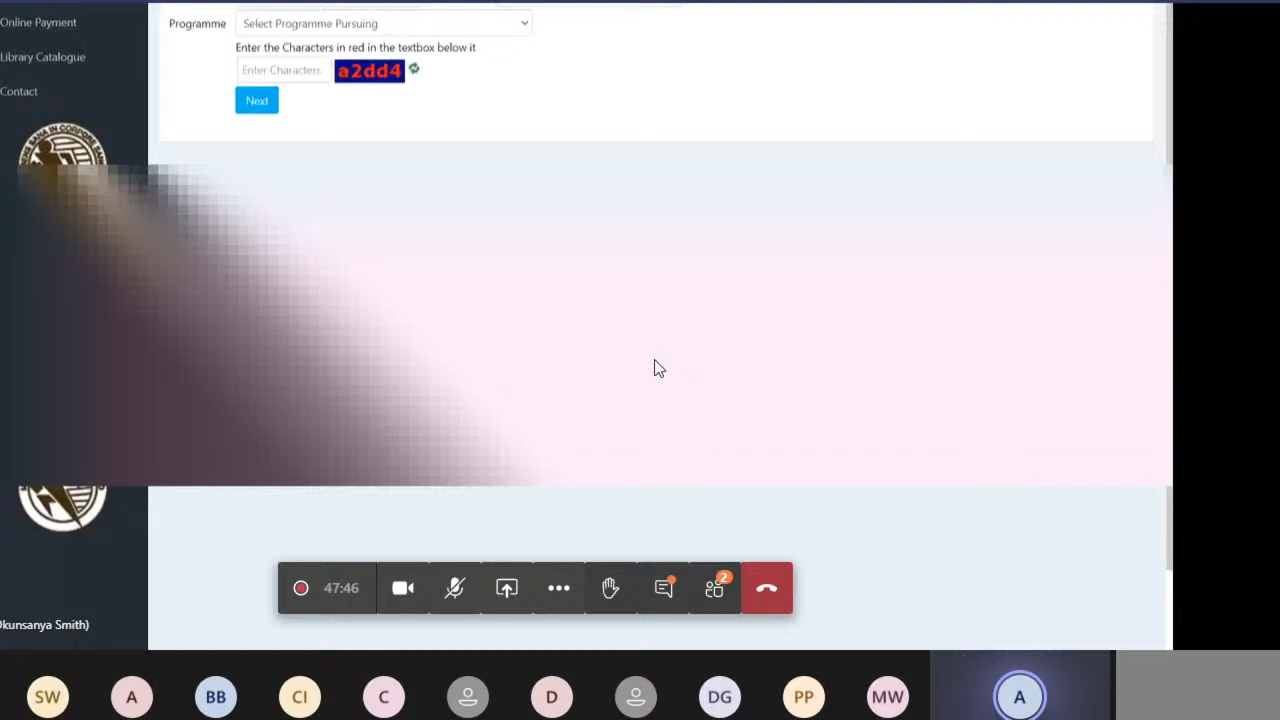 Online Payment
Library Catalogue
Contact
Programme
Select Programme Pursuing
Enter the Characters in red in the textbox below it
Enter Characters
a2dd4
Next
47:46
2
kunsanya Smith)
SW
A
BB
CI
C
D
DG
PP
MW
A